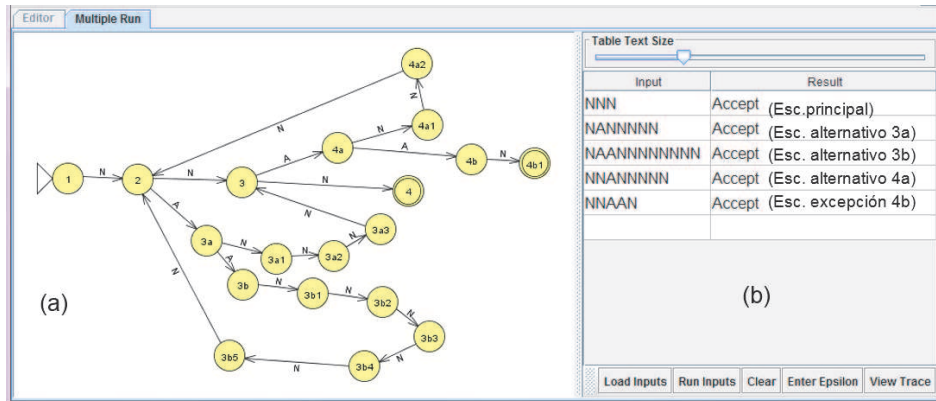 Editor Multiple Run
1
N
2
N
3
A
4a
N
4a1
N
4a2
N
A
4b
N
4b1
N
4
A
3a
N
3a1
N
3a2
N
3a3
N
A
3b
N
3b1
N
3b2
N
3b3
N
3b4
N
3b5
N
(a)
Table Text Size
Input Result
NNN Accept (Esc.principal)
NANNNNN Accept (Esc. alternativo 3a)
NAANNNNNNNN Accept (Esc. alternativo 3b)
NNANNNNN Accept (Esc. alternativo 4a)
NNAAN Accept (Esc. excepción 4b)
(b)
Load Inputs Run Inputs Clear Enter Epsilon View Trace